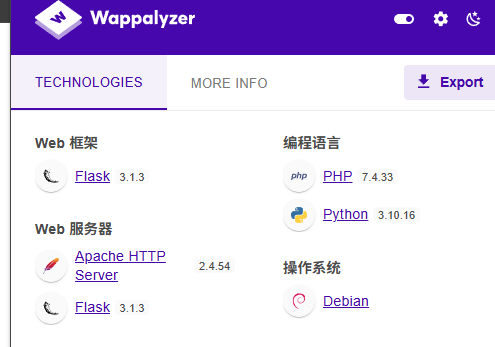 Wappalyzer
TECHNOLOGIES
MORE INFO
Export
Web 框架
Flask 3.1.3
Web 服务器
Apache HTTP
Server 2.4.54
Flask 3.1.3
编程语言
php PHP 7.4.33
Python 3.10.16
操作系统
Debian